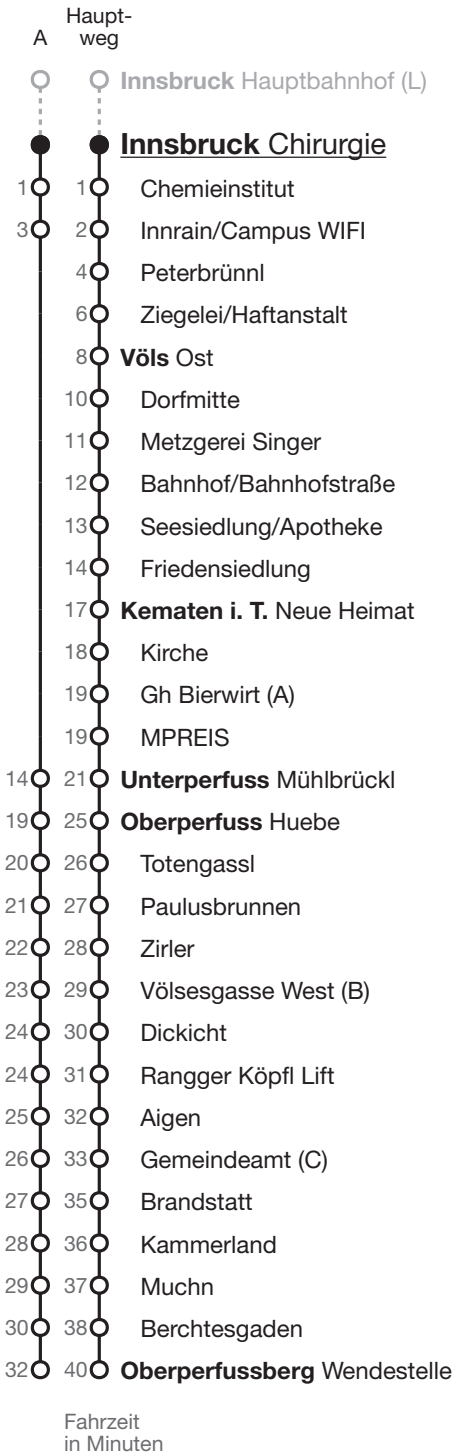 Haupt-
A weg
Innsbruck Hauptbahnhof (L)
Innsbruck Chirurgie
1 1 Chemieinstitut
3 2 Innrain/Campus WIFI
4 Peterbrünnl
6 Ziegelei/Haftanstalt
8 Völs Ost
10 Dorfmitte
11 Metzgerei Singer
12 Bahnhof/Bahnhofstraße
13 Seesiedlung/Apotheke
14 Friedensiedlung
17 Kematen i. T. Neue Heimat
18 Kirche
19 Gh Bierwirt (A)
19 MPREIS
14 21 Unterperfuss Mühlbrückl
19 25 Oberperfuss Huebe
20 26 Totengassl
21 27 Paulusbrunnen
22 28 Zirler
23 29 Völsesgasse West (B)
24 30 Dickicht
24 31 Rangger Köpfl Lift
25 32 Aigen
26 33 Gemeindeamt (C)
27 35 Brandstatt
28 36 Kammerland
29 37 Muchn
30 38 Berchtesgaden
32 40 Oberperfussberg Wendestelle
Fahrzeit
in Minuten